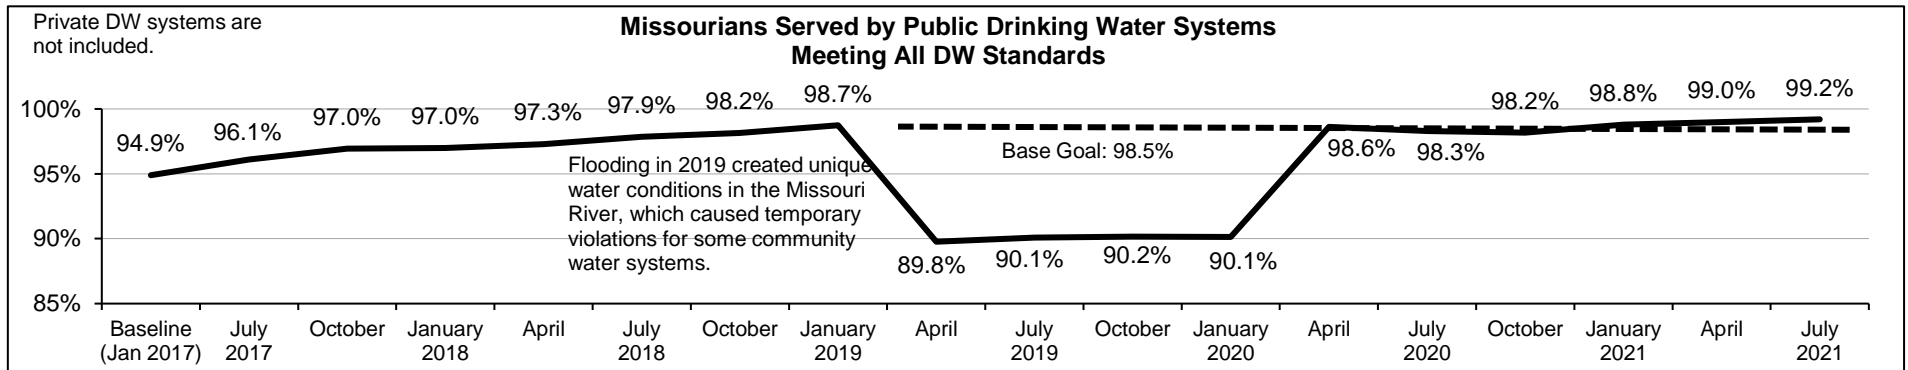 Private DW systems are
not included.
Missourians Served by Public Drinking Water Systems
Meeting All DW Standards
100%
95%
90%
85%
94.9%
96.1%
97.0%
97.0%
97.3%
97.9%
98.2%
98.7%
89.8%
90.1%
90.2%
90.1%
98.6%
98.3%
98.2%
98.8%
99.0%
99.2%
Base Goal: 98.5%
Flooding in 2019 created unique
water conditions in the Missouri
River, which caused temporary
violations for some community
water systems.
Baseline
(Jan 2017)
July
2017
October
January
2018
April
July
2018
October
January
2019
April
July
2019
October
January
2020
April
July
2020
October
January
2021
April
July
2021